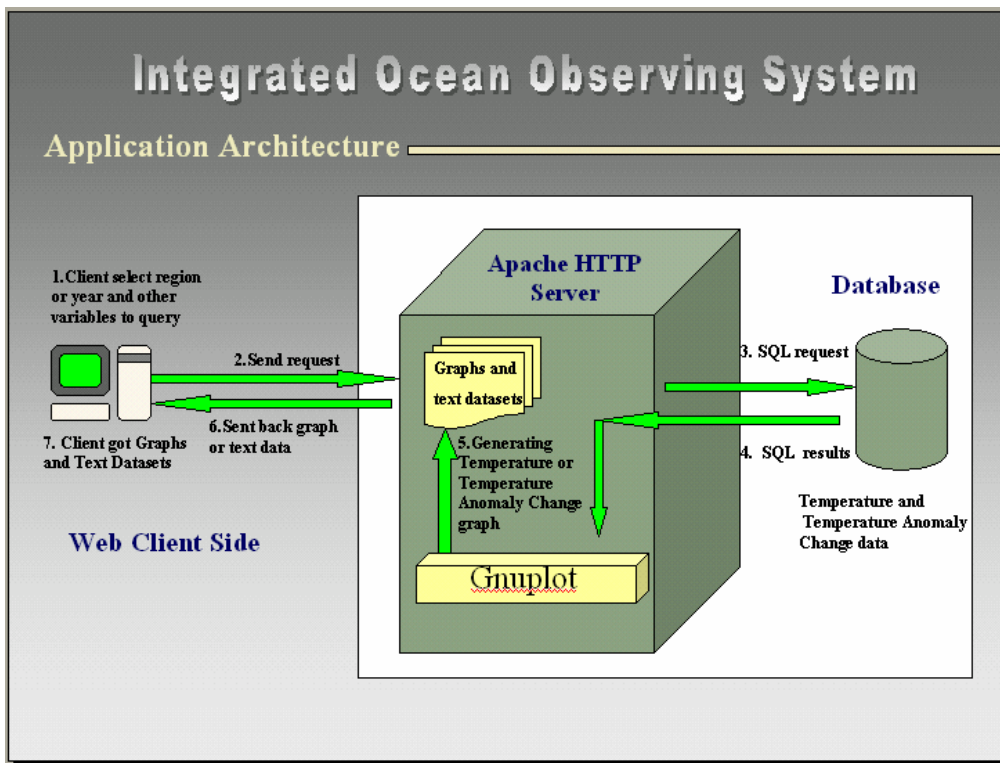 Integrated Ocean Observing System
Application Architecture
1.Client select region
or year and other
variables to query
2.Send request
6.Sent back graph
or text data
7. Client got Graphs
and Text Datasets
Web Client Side
Apache HTTP
Server
Graphs and
text datasets
5.Generating
Temperature or
Temperature
Anomaly Change
graph
Gnuplot
Database
3. SQL request
4. SQL results
Temperature and
Temperature Anomaly
Change data